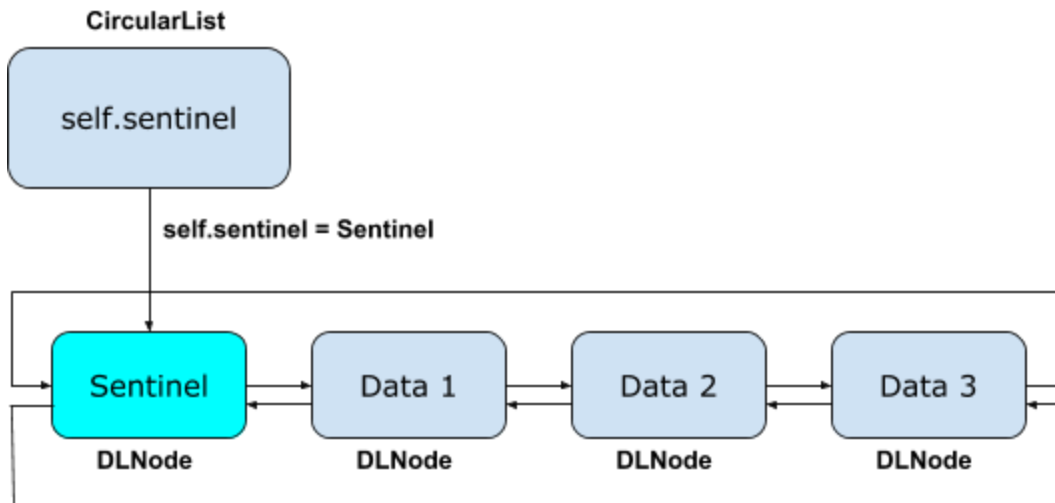 CircularList
self.sentinel
self.sentinel = Sentinel
Sentinel
Data 1
Data 2
Data 3
DLNode
DLNode
DLNode
DLNode